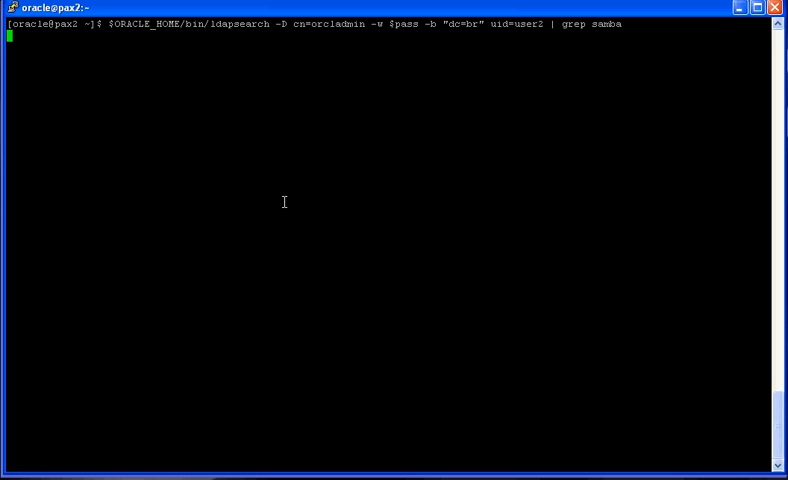 oracle@pax2:~
[oracle@pax2 ~]$ $ORACLE_HOME/bin/ldapsearch -D cn=orcladmin -w $pass -b "dc=br" uid=user2 | grep samba